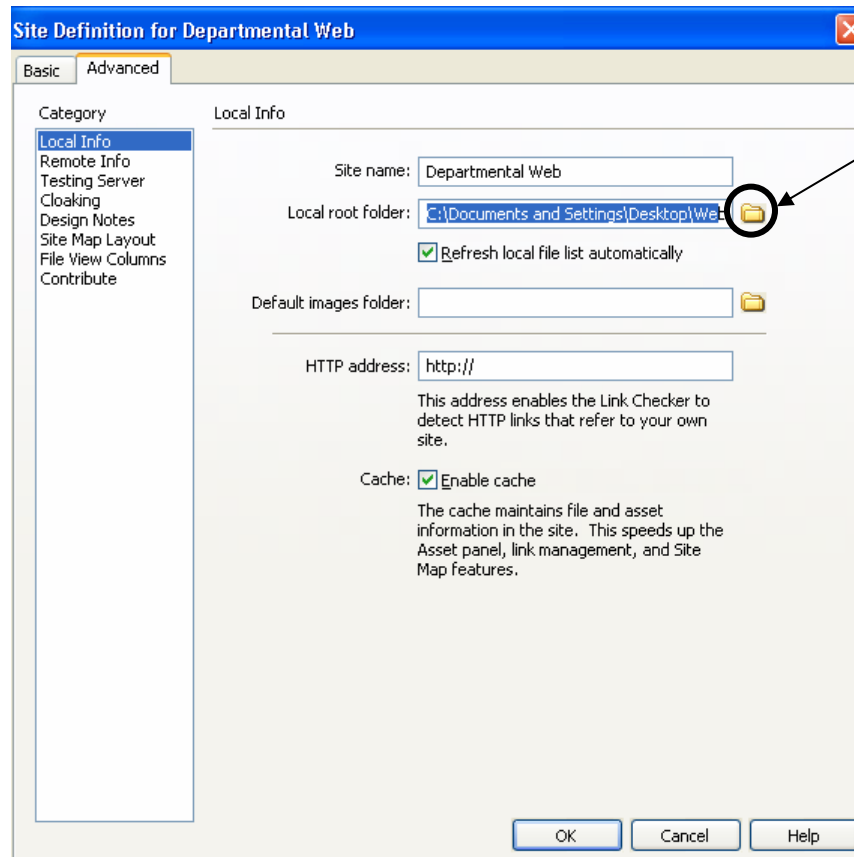 Site Definition for Departmental Web
Basic
Advanced
Category
Local Info
Remote Info
Testing Server
Cloaking
Design Notes
Site Map Layout
File View Columns
Contribute
Local Info
Site name: Departmental Web
Local root folder: C:\Documents and Settings\Desktop\Web
Refresh local file list automatically
Default images folder:
HTTP address: http://
This address enables the Link Checker to
detect HTTP links that refer to your own
site.
Cache: Enable cache
The cache maintains file and asset
information in the site. This speeds up the
Asset panel, link management, and Site
Map features.
OK
Cancel
Help